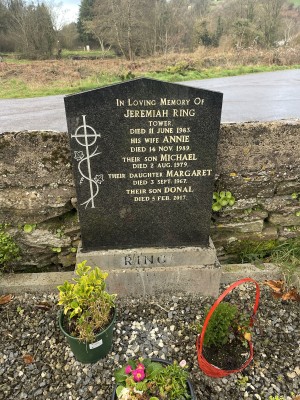 IN LOVING MEMORY OF
JEREMIAH RING
TOWER.
DIED 11 JUNE 1963.
HIS WIFE ANNIE
DIED 14 NOV. 1989.
THEIR SON MICHAEL
DIED 2 AUG. 1979.
THEIR DAUGHTER MARGARET
DIED 3 SEPT. 1967.
THEIR SON DONAL
DIED 5 FEB. 2017.
RING